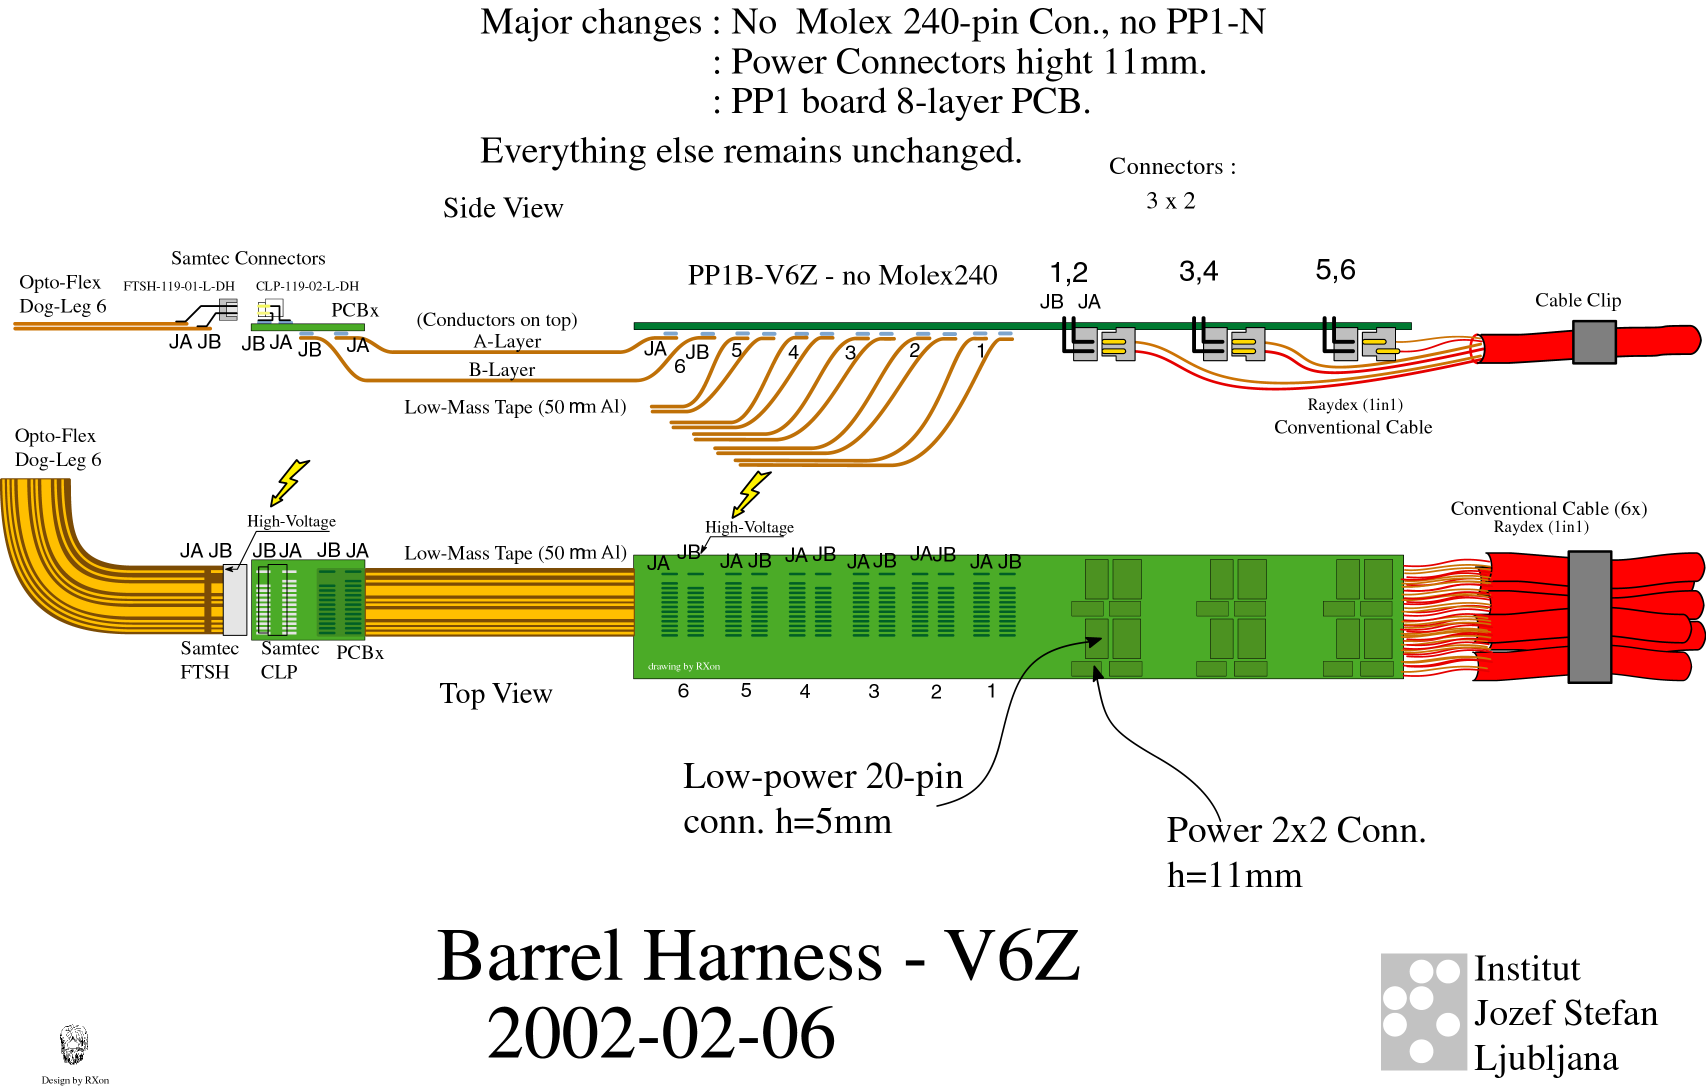 Major changes : No Molex 240-pin Con., no PP1-N
: Power Connectors hight 11mm.
: PP1 board 8-layer PCB.
Everything else remains unchanged.
Connectors :
3 x 2
Side View
Samtec Connectors
Opto-Flex
Dog-Leg 6
FTSH-119-01-L-DH
CLP-119-02-L-DH
PCBx
JA JB
JB JA
JB
JA
(Conductors on top)
A-Layer
B-Layer
Low-Mass Tape (50 mm Al)
PP1B-V6Z - no Molex240
1,2
3,4
5,6
JB JA
JA
JB
6
5
4
3
2
1
Cable Clip
Raydex (1in1)
Conventional Cable
Opto-Flex
Dog-Leg 6
High-Voltage
JA JB
JB JA
JB JA
Low-Mass Tape (50 mm Al)
High-Voltage
JA JB
JA JB
JA JB
JA JB
JA JB
JA JB
Conventional Cable (6x)
Raydex (1in1)
Samtec
FTSH
Samtec
CLP
PCBx
drawing by RXon
6 5 4 3 2 1
Top View
Low-power 20-pin
conn. h=5mm
Power 2x2 Conn.
h=11mm
Barrel Harness - V6Z
2002-02-06
Institut
Jozef Stefan
Ljubljana
Design by RXon